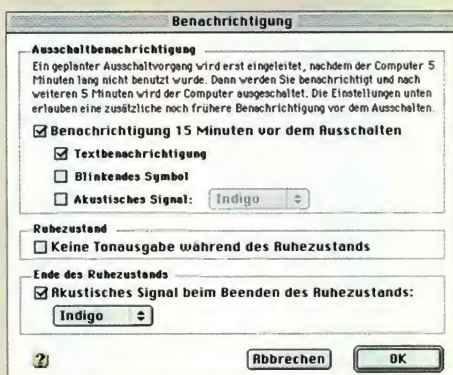 Benachrichtigung
Ausschaltbenachrichtigung
Ein geplanter Ausschaltvorgang wird erst eingeleitet, nachdem der Computer 5
Minuten lang nicht benutzt wurde. Dann werden Sie benachrichtigt und nach
weiteren 5 Minuten wird der Computer ausgeschaltet. Die Einstellungen unten
erlauben eine zusätzliche noch frühere Benachrichtigung vor dem Ausschalten.
Benachrichtigung 15 Minuten vor dem Ausschalten
Textbenachrichtigung
Blinkendes Symbol
Akustisches Signal: Indigo
Ruhezustand
Keine Tonausgabe während des Ruhezustands
Ende des Ruhezustands
Akustisches Signal beim Beenden des Ruhezustands:
Indigo
? Abbrechen OK